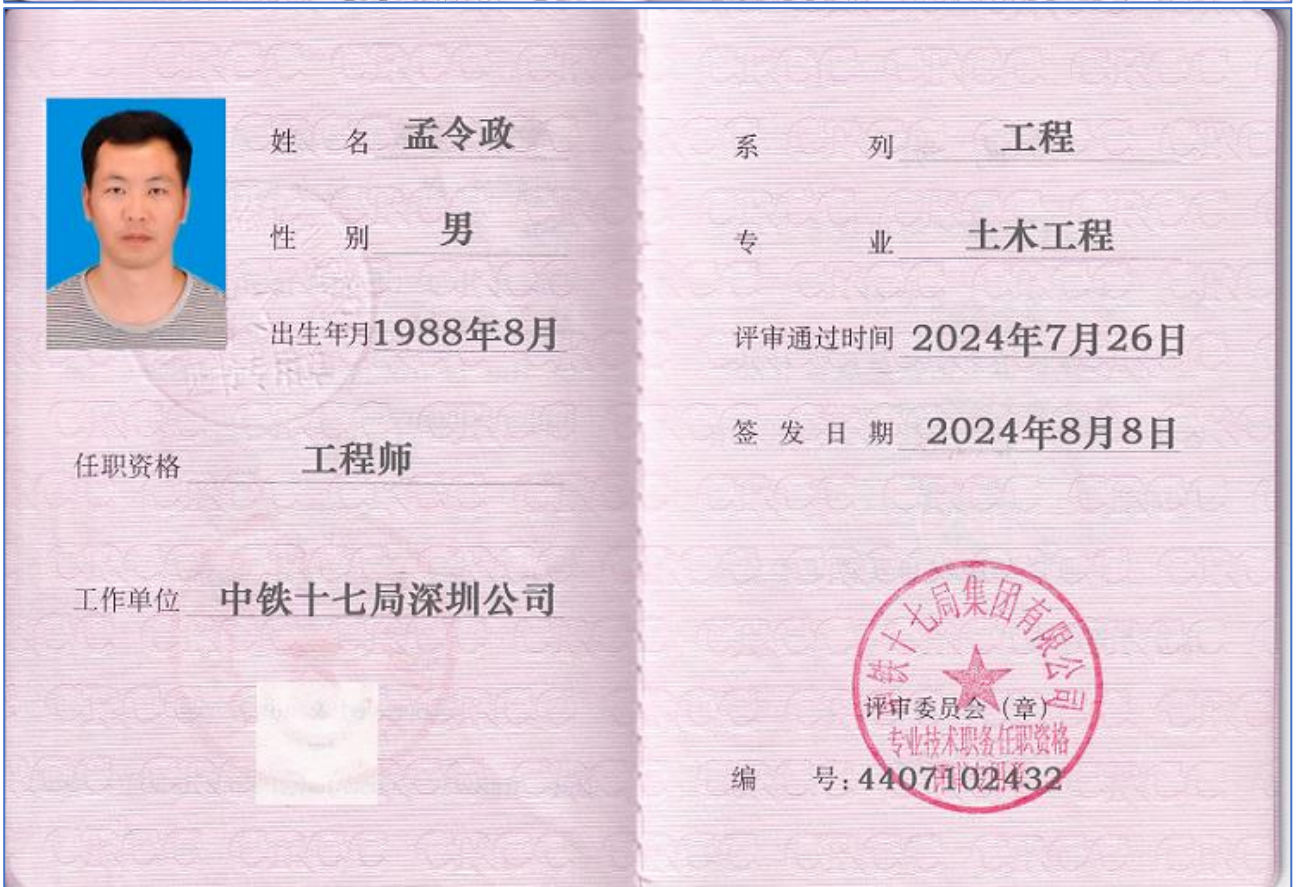 姓 名 孟令政
性 别 男
出生年月 1988年8月
任职资格 工程师
工作单位 中铁十七局深圳公司
系 列 工程
专 业 土木工程
评审通过时间 2024年7月26日
签发日期 2024年8月8日
中铁十七局集团有限公司
评审委员会（章）
专业技术职务任职资格
编 号: 4407102432